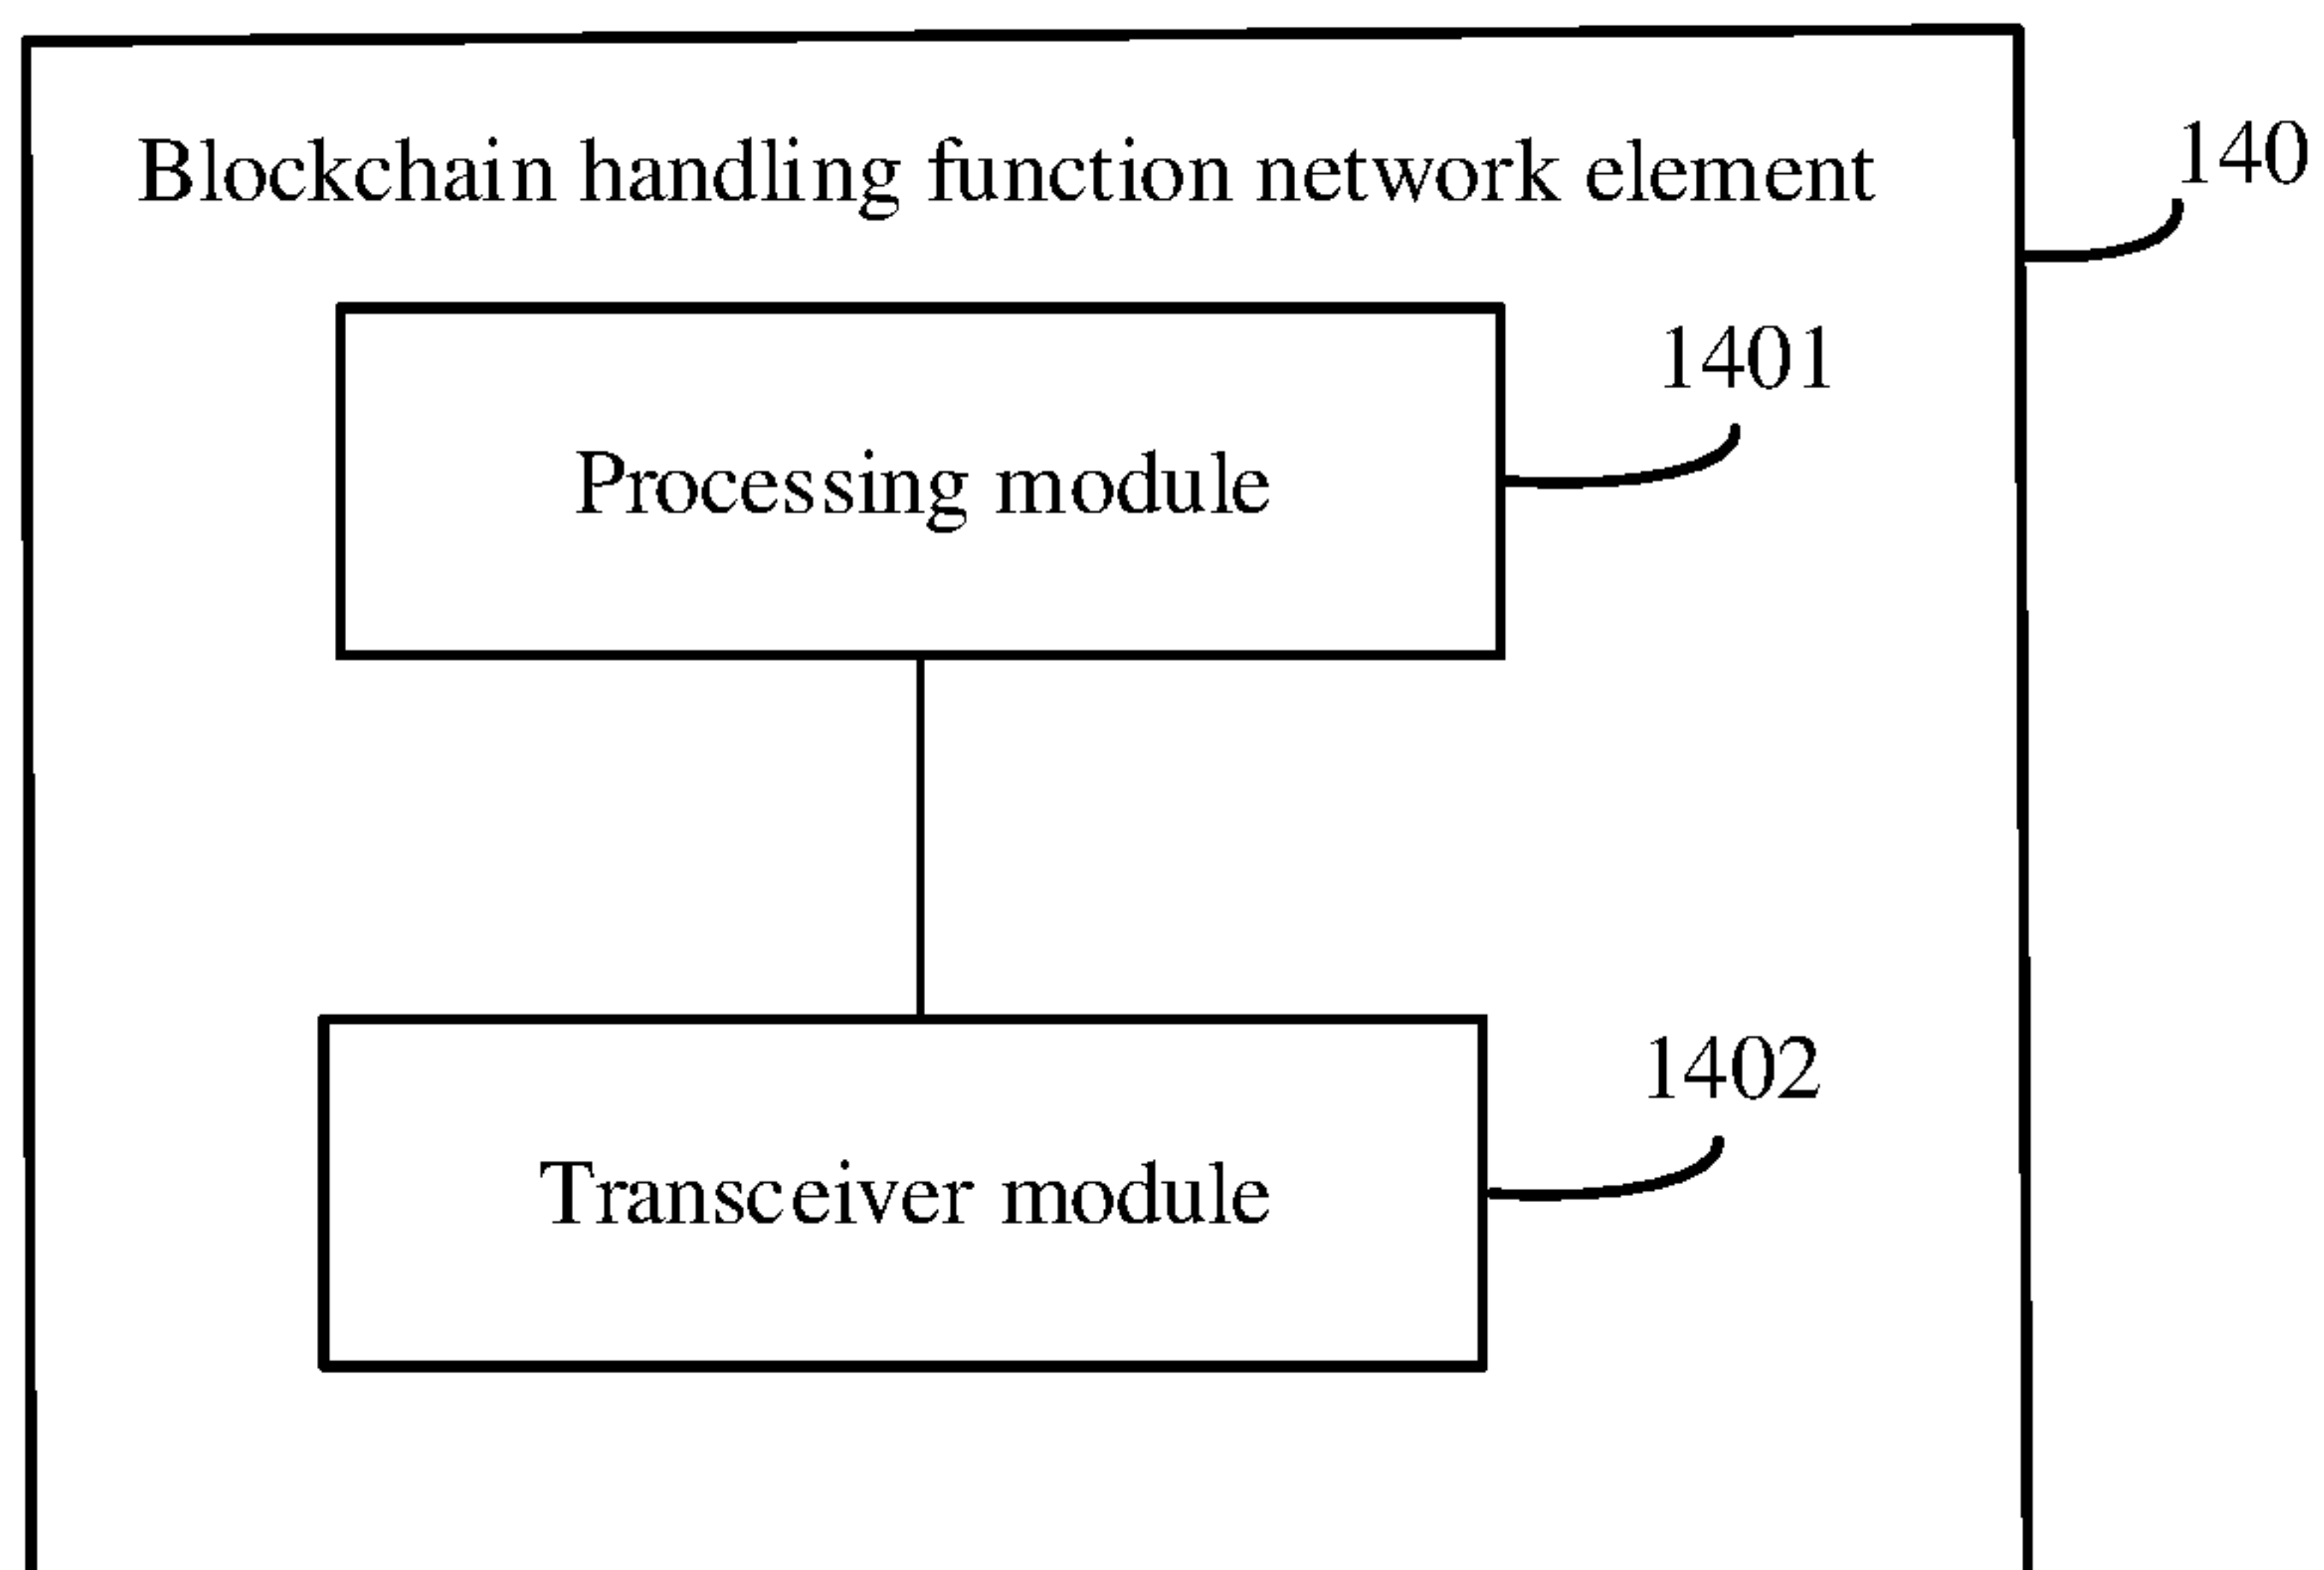 Blockchain handling function network element
140
1401
Processing module
1402
Transceiver module